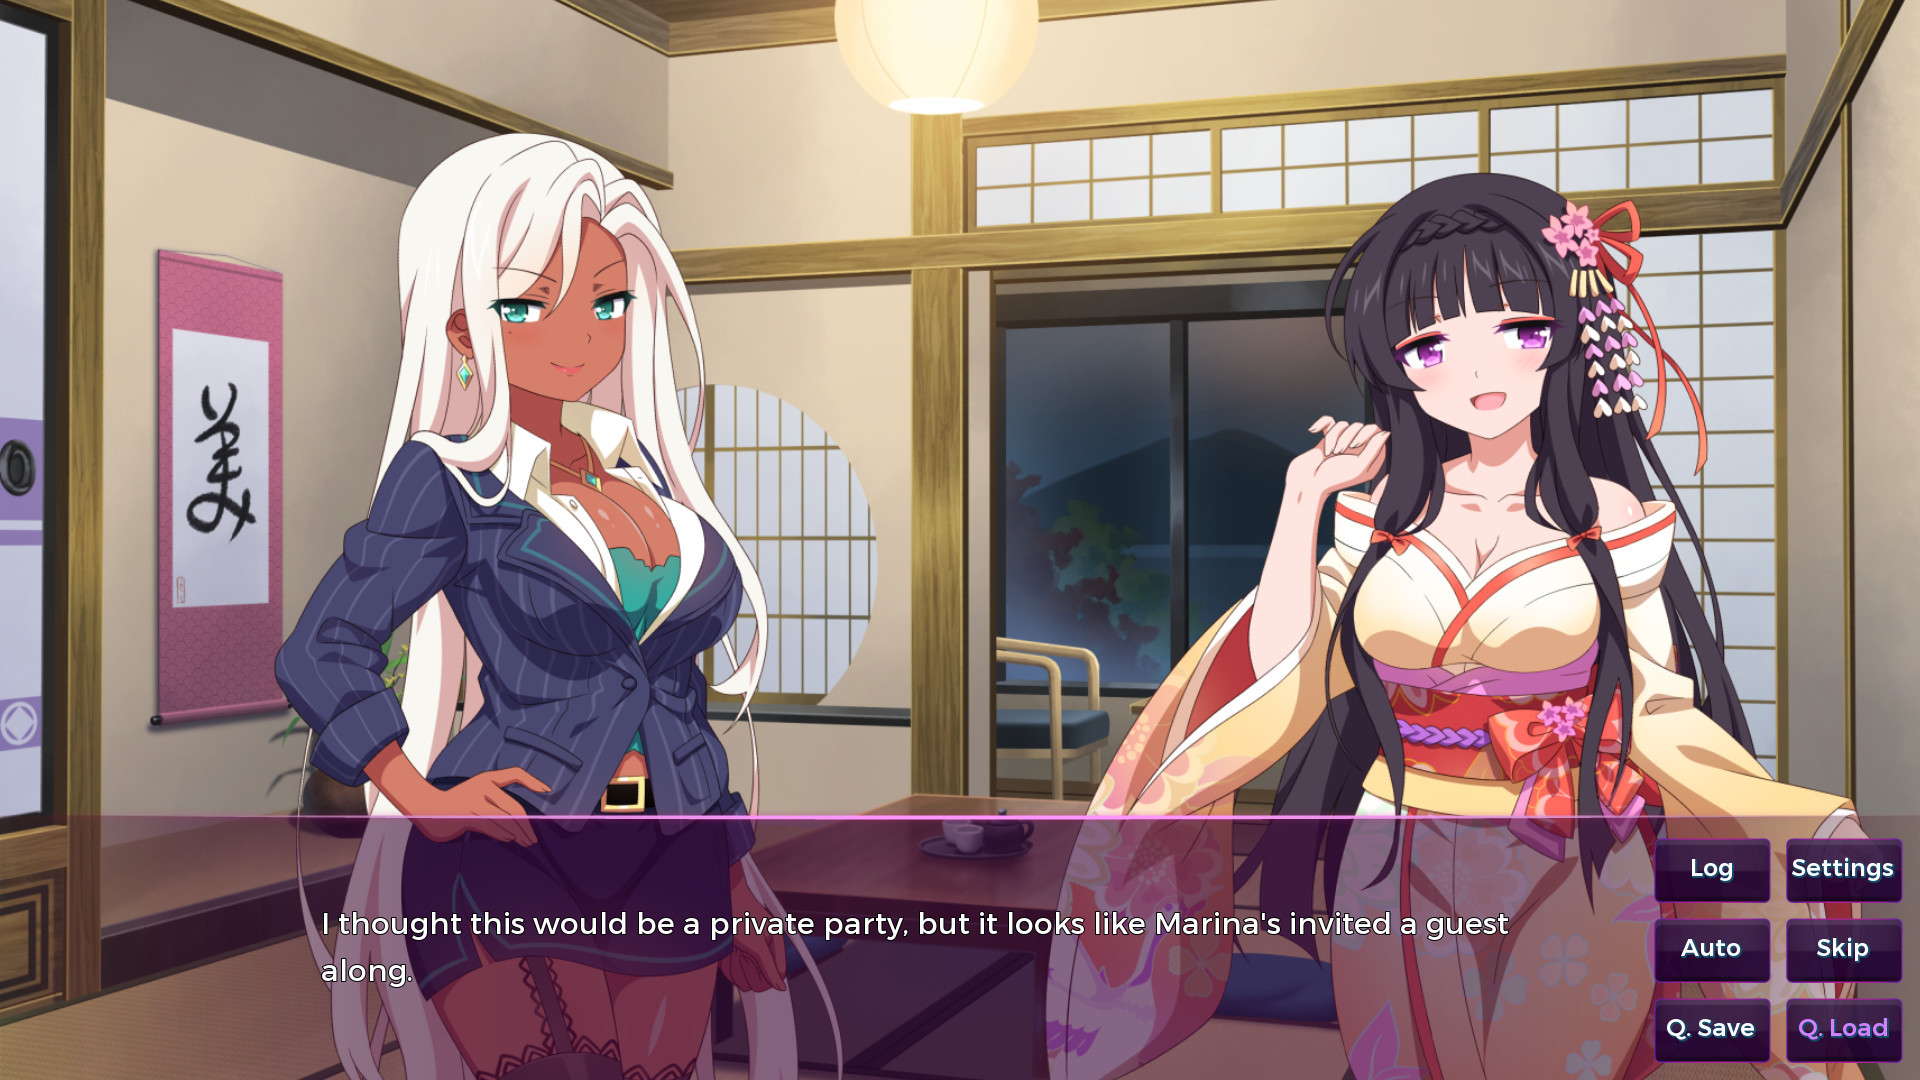 美
I thought this would be a private party, but it looks like Marina's invited a guest
along.
Log
Settings
Auto
Skip
Q. Save
Q. Load